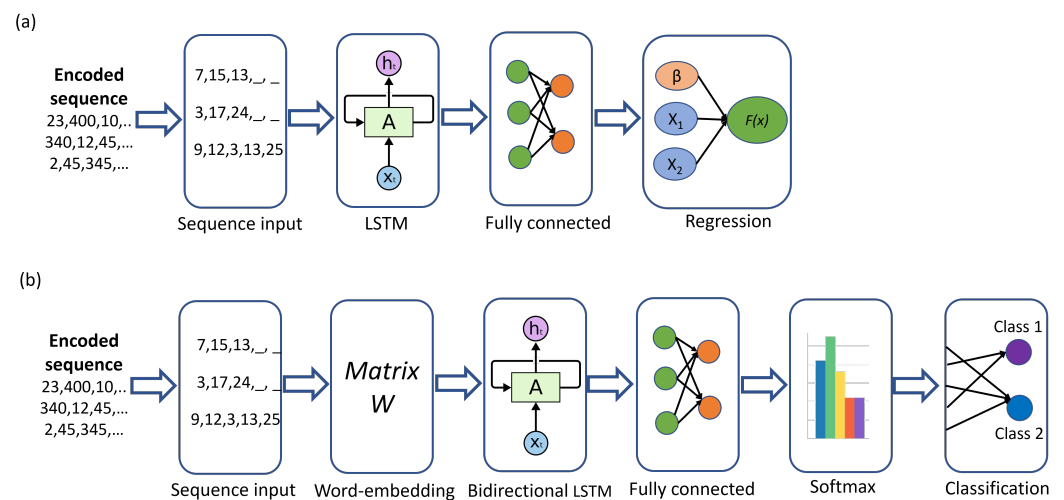 (a)
Encoded
sequence
23,400,10,..
340,12,45,...
2,45,345,...
7,15,13,_, _
3,17,24,_, _
9,12,3,13,25
Sequence input
hₜ
A
xₜ
LSTM
Fully connected
β
X₁
X₂
F(x)
Regression
(b)
Encoded
sequence
23,400,10,..
340,12,45,...
2,45,345,...
7,15,13,_, _
3,17,24,_, _
9,12,3,13,25
Sequence input
Matrix
W
Word-embedding
hₜ
A
xₜ
Bidirectional LSTM
Fully connected
Softmax
Class 1
Class 2
Classification